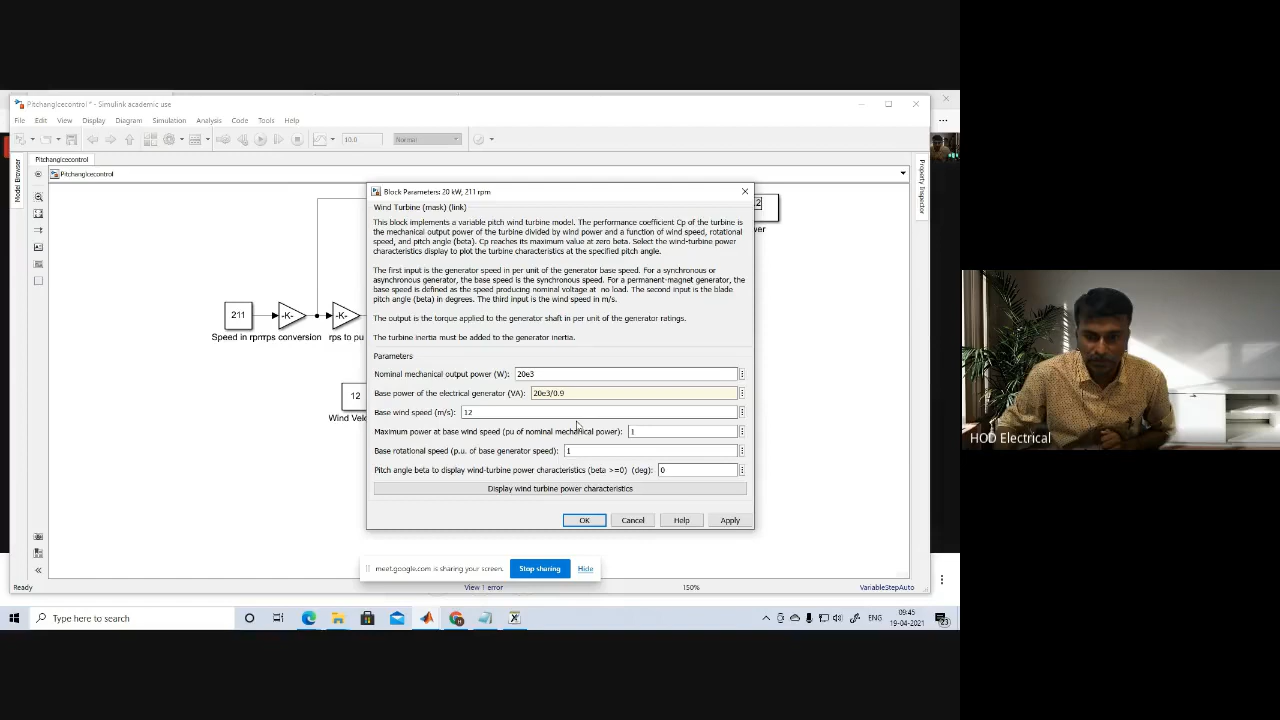 PitchanglecontroI * - Simulink academic use
File Edit View Display Diagram Simulation Analysis Code Tools Help
10.0 Normal
Pitchanglecontrol
Pitchanglecontrol
Model Browser
Property Inspector
Block Parameters: 20 kW, 211 rpm
Wind Turbine (mask) (link)
This block implements a variable pitch wind turbine model. The performance coefficient Cp of the turbine is
the mechanical output power of the turbine divided by wind power and a function of wind speed, rotational
speed, and pitch angle (beta). Cp reaches its maximum value at zero beta. Select the wind-turbine power
characteristics display to plot the turbine characteristics at the specified pitch angle.
The first input is the generator speed in per unit of the generator base speed. For a synchronous or
asynchronous generator, the base speed is the synchronous speed. For a permanent-magnet generator, the
base speed is defined as the speed producing nominal voltage at no load. The second input is the blade
pitch angle (beta) in degrees. The third input is the wind speed in m/s.
The output is the torque applied to the generator shaft in per unit of the generator ratings.
The turbine inertia must be added to the generator inertia.
Parameters
Nominal mechanical output power (W): 20e3
Base power of the electrical generator (VA): 20e3/0.9
Base wind speed (m/s): 12
Maximum power at base wind speed (pu of nominal mechanical power): 1
Base rotational speed (p.u. of base generator speed): 1
Pitch angle beta to display wind-turbine power characteristics (beta >=0) (deg): 0
Display wind turbine power characteristics
OK Cancel Help Apply
211 -K- -K-
Speed in rpm rps conversion rps to pu
12
Wind Veloc
2
ower
meet.google.com is sharing your screen. Stop sharing Hide
Ready View 1 error 150% VariableStepAuto
Type here to search
ENG
09:45
19-04-2021
23
HOD Electrical